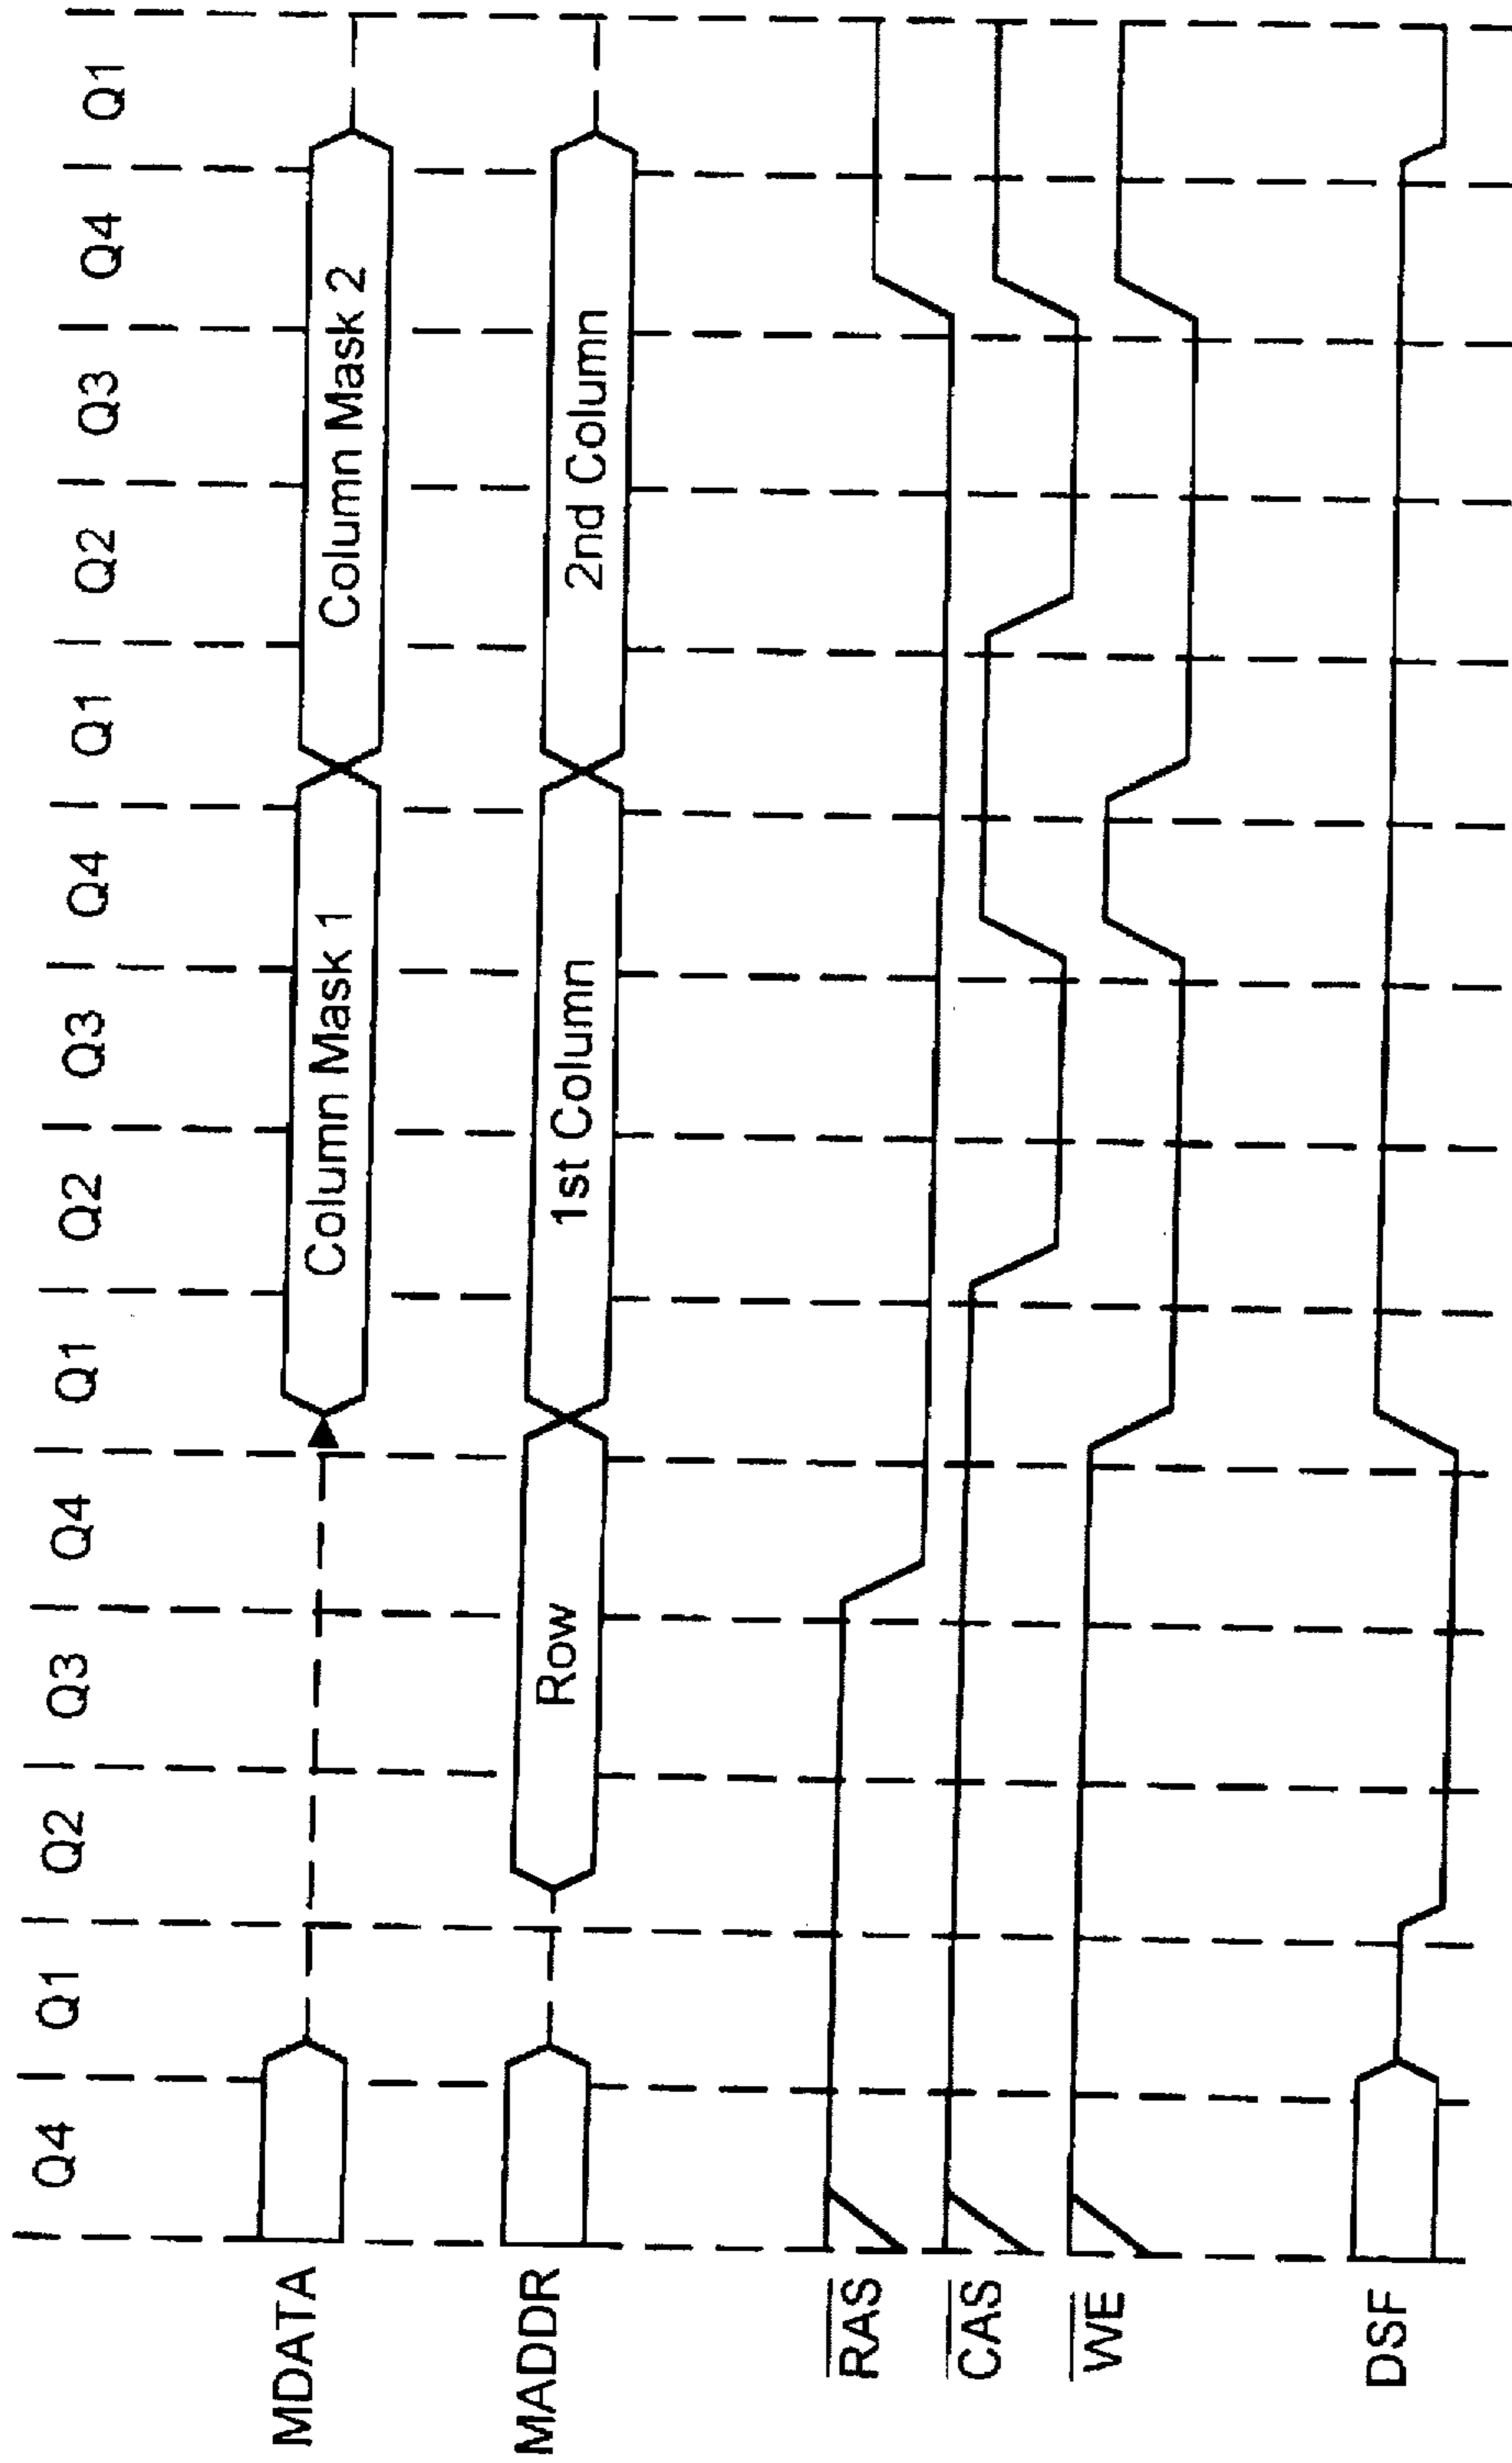 Q4 Q1 Q2 Q3 Q4 Q1 Q2 Q3 Q4 Q1 Q2 Q3 Q4 Q1
MDATA Column Mask 1 Column Mask 2
MADDR Row 1st Column 2nd Column
RAS
CAS
WE
DSF